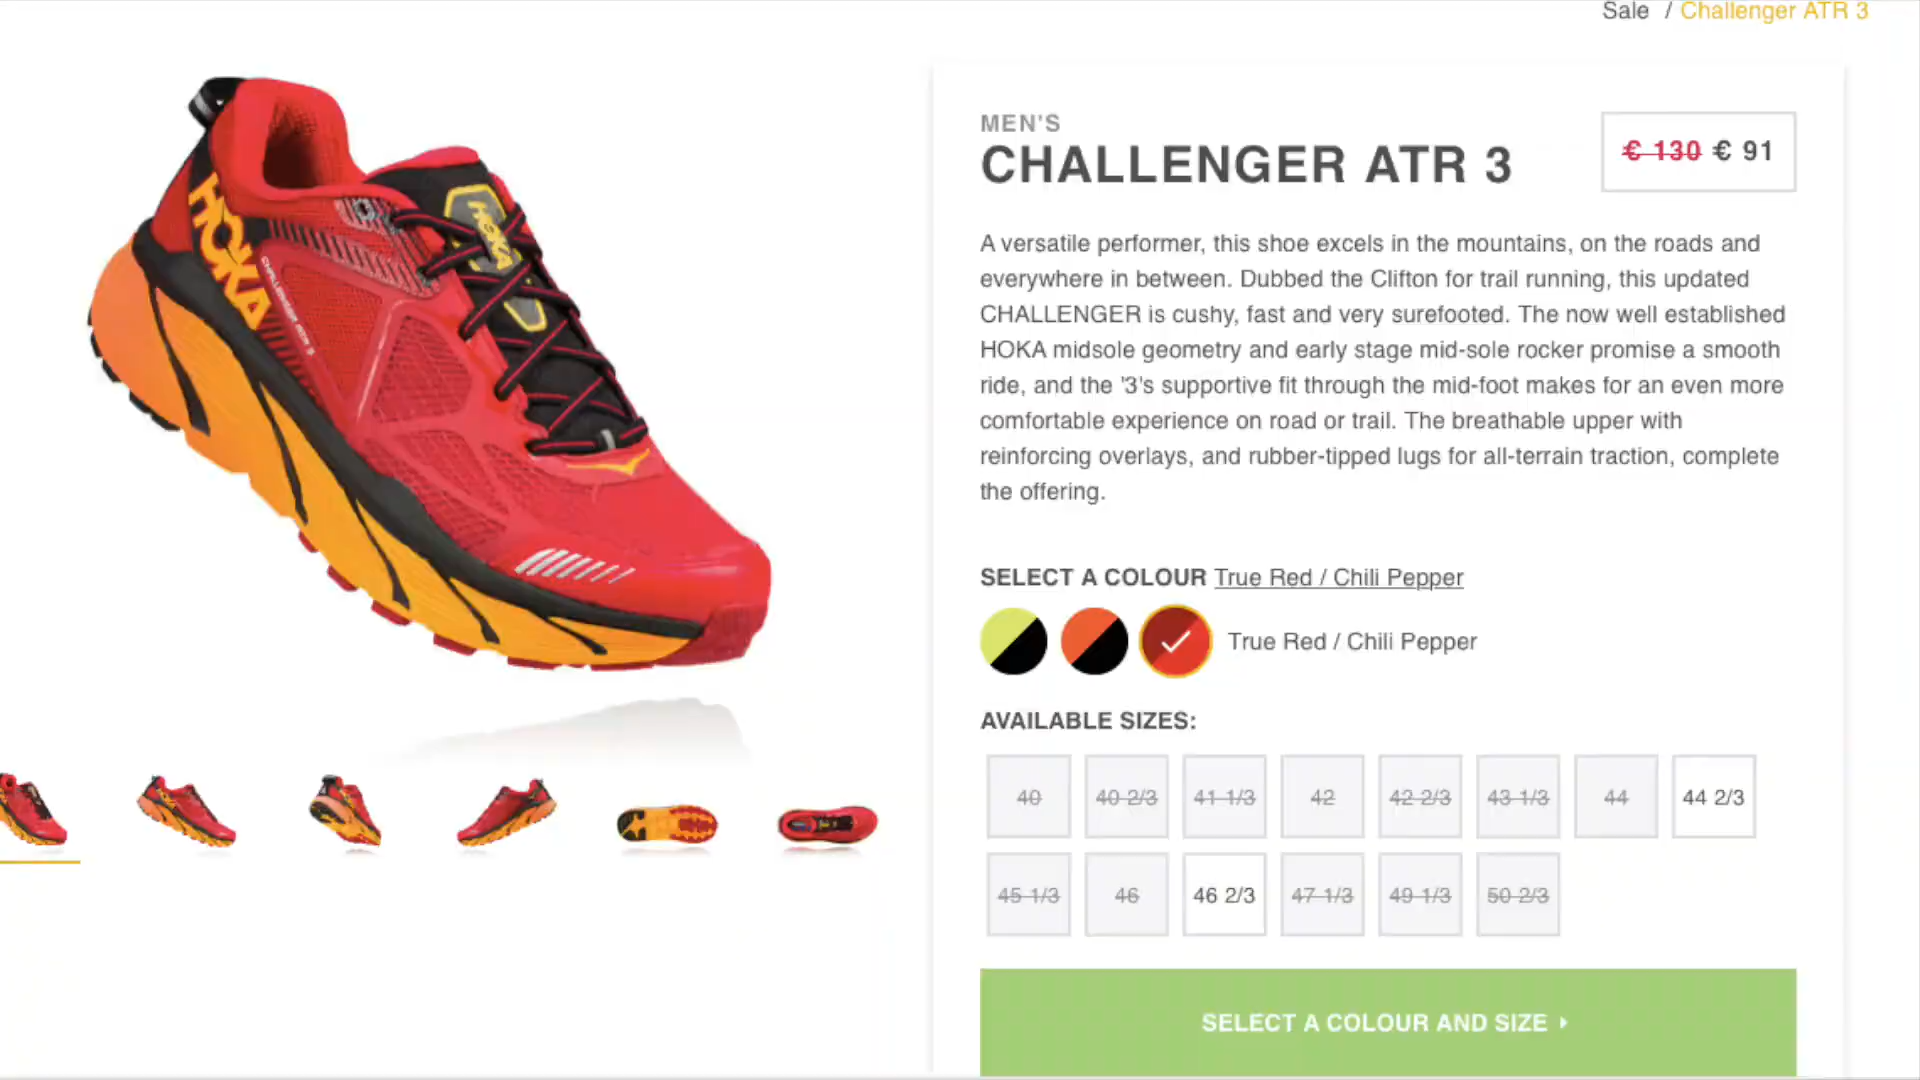 Sale / Challenger ATR 3
MEN'S
CHALLENGER ATR 3
€ 130 € 91
A versatile performer, this shoe excels in the mountains, on the roads and
everywhere in between. Dubbed the Clifton for trail running, this updated
CHALLENGER is cushy, fast and very surefooted. The now well established
HOKA midsole geometry and early stage mid-sole rocker promise a smooth
ride, and the '3's supportive fit through the mid-foot makes for an even more
comfortable experience on road or trail. The breathable upper with
reinforcing overlays, and rubber-tipped lugs for all-terrain traction, complete
the offering.
SELECT A COLOUR True Red / Chili Pepper
True Red / Chili Pepper
AVAILABLE SIZES:
40 40 2/3 41 1/3 42 42 2/3 43 1/3 44 44 2/3
45 1/3 46 46 2/3 47 1/3 49 1/3 50 2/3
SELECT A COLOUR AND SIZE
HOKA
CHALLENGER ATR 3
HOKA